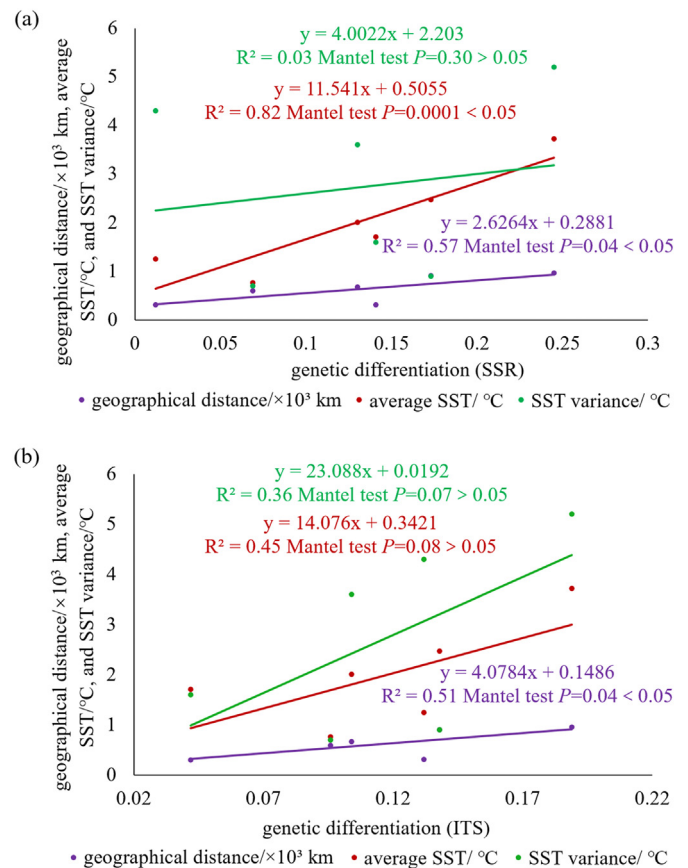 (a)
y = 4.0022x + 2.203
R² = 0.03 Mantel test P=0.30 > 0.05
y = 11.541x + 0.5055
R² = 0.82 Mantel test P=0.0001 < 0.05
y = 2.6264x + 0.2881
R² = 0.57 Mantel test P=0.04 < 0.05
geographical distance/×10³ km, average
SST/°C, and SST variance/°C
6
5
4
3
2
1
0
0 0.05 0.1 0.15 0.2 0.25 0.3
genetic differentiation (SSR)
geographical distance/×10³ km average SST/ °C SST variance/ °C
(b)
y = 23.088x + 0.0192
R² = 0.36 Mantel test P=0.07 > 0.05
y = 14.076x + 0.3421
R² = 0.45 Mantel test P=0.08 > 0.05
y = 4.0784x + 0.1486
R² = 0.51 Mantel test P=0.04 < 0.05
geographical distance/×10³ km, average
SST/°C, and SST variance/°C
6
5
4
3
2
1
0
0.02 0.07 0.12 0.17 0.22
genetic differentiation (ITS)
geographical distance/×10³ km average SST/ °C SST variance/ °C